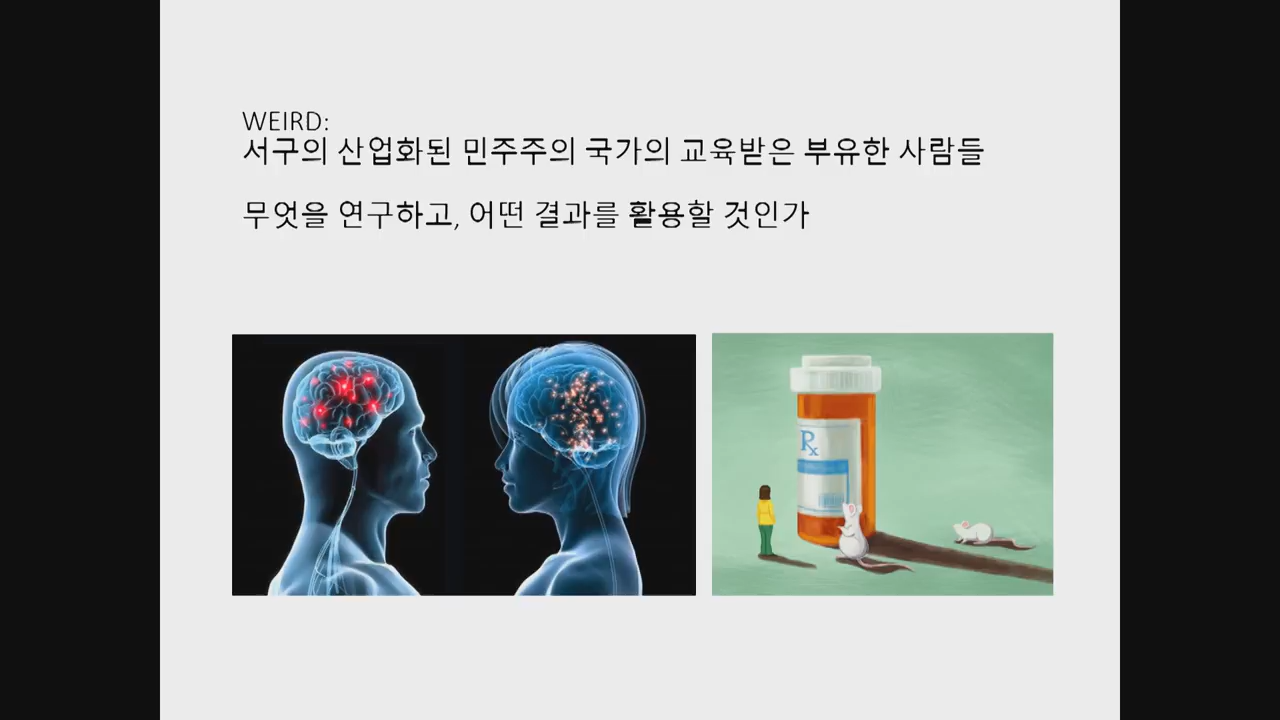 WEIRD:
서구의 산업화된 민주주의 국가의 교육받은 부유한 사람들
무엇을 연구하고, 어떤 결과를 활용할 것인가
Rx